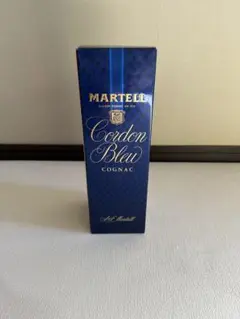 MARTELL
Cordon
Bleu
COGNAC
J & F Martell